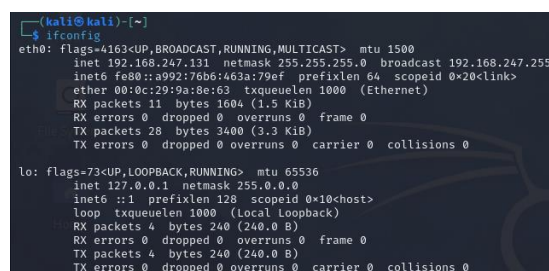 ┌──(kali㉿kali)-[~]
└─$ ifconfig
eth0: flags=4163<UP,BROADCAST,RUNNING,MULTICAST>  mtu 1500
inet 192.168.247.131  netmask 255.255.255.0  broadcast 192.168.247.255
inet6 fe80::a992:76b6:463a:79ef  prefixlen 64  scopeid 0×20<link>
ether 00:0c:29:9a:8e:63  txqueuelen 1000  (Ethernet)
RX packets 11  bytes 1604 (1.5 KiB)
RX errors 0  dropped 0  overruns 0  frame 0
TX packets 28  bytes 3400 (3.3 KiB)
TX errors 0  dropped 0 overruns 0  carrier 0  collisions 0

lo: flags=73<UP,LOOPBACK,RUNNING>  mtu 65536
inet 127.0.0.1  netmask 255.0.0.0
inet6 ::1  prefixlen 128  scopeid 0×10<host>
loop  txqueuelen 1000  (Local Loopback)
RX packets 4  bytes 240 (240.0 B)
RX errors 0  dropped 0  overruns 0  frame 0
TX packets 4  bytes 240 (240.0 B)
TX errors 0  dropped 0 overruns 0  carrier 0  collisions 0